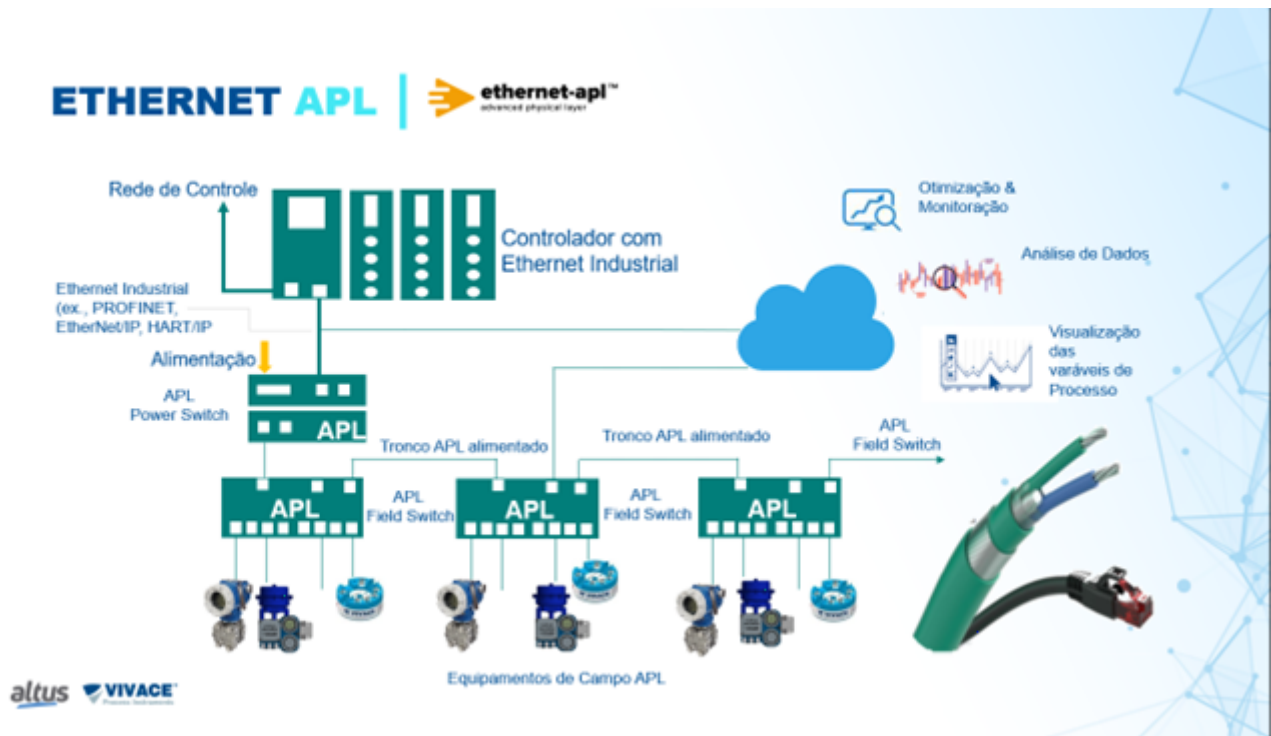 ETHERNET APL
ethernet-apl™
advanced physical layer
Rede de Controle
Controlador com
Ethernet Industrial
Otimização &
Monitoração
Análise de Dados
Ethernet Industrial
(ex., PROFINET,
EtherNet/IP, HART/IP
Visualização
das
varáveis de
Processo
Alimentação
APL
Power Switch
APL
Tronco APL alimentado
Tronco APL alimentado
APL
Field Switch
APL
APL
Field Switch
APL
APL
Field Switch
APL
VIVACE
Equipamentos de Campo APL
altus
VIVACE
Process Instruments